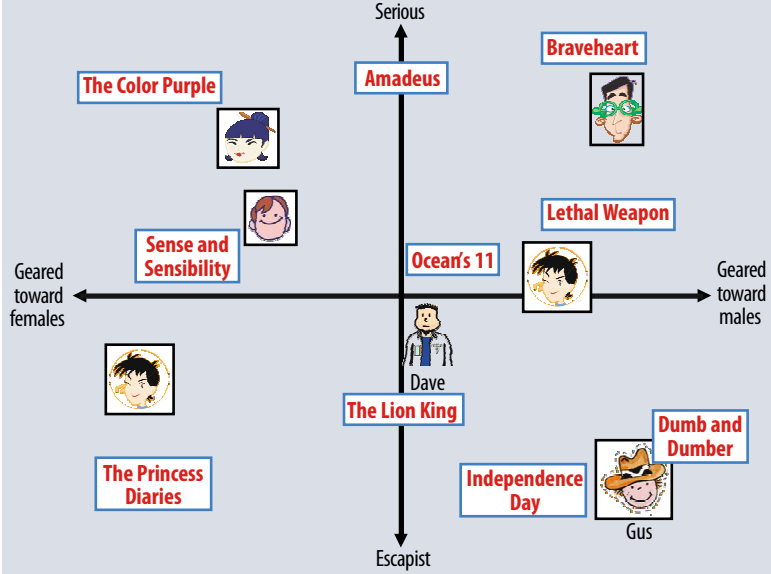 Serious
Braveheart
The Color Purple
Amadeus
Lethal Weapon
Sense and
Sensibility
Ocean's 11
Geared
toward
females
Geared
toward
males
Dave
The Lion King
Dumb and
Dumber
The Princess
Diaries
Independence
Day
Gus
Escapist